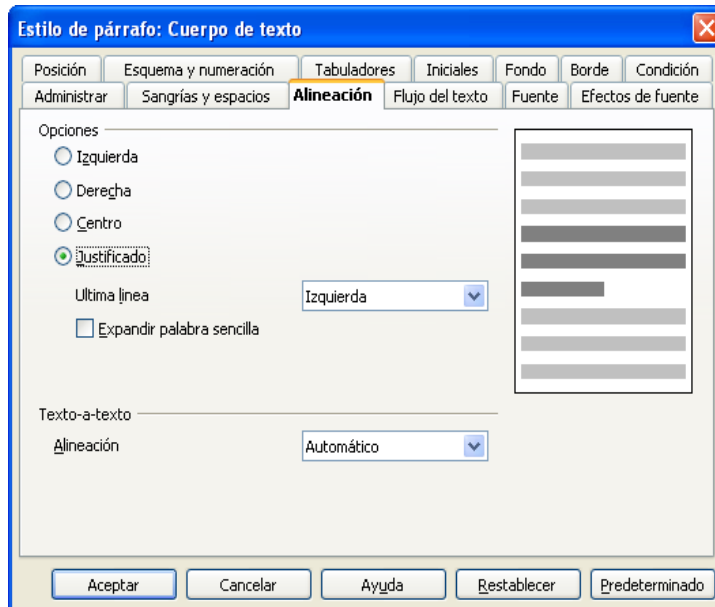 Estilo de párrafo: Cuerpo de texto
Posición Esquema y numeración Tabuladores Iniciales Fondo Borde Condición
Administrar Sangrías y espacios Alineación Flujo del texto Fuente Efectos de fuente
Opciones
Izquierda
Derecha
Centro
Justificado
Ultima linea Izquierda
Expandir palabra sencilla
Texto-a-texto
Alineación Automático
Aceptar Cancelar Ayuda Restablecer Predeterminado